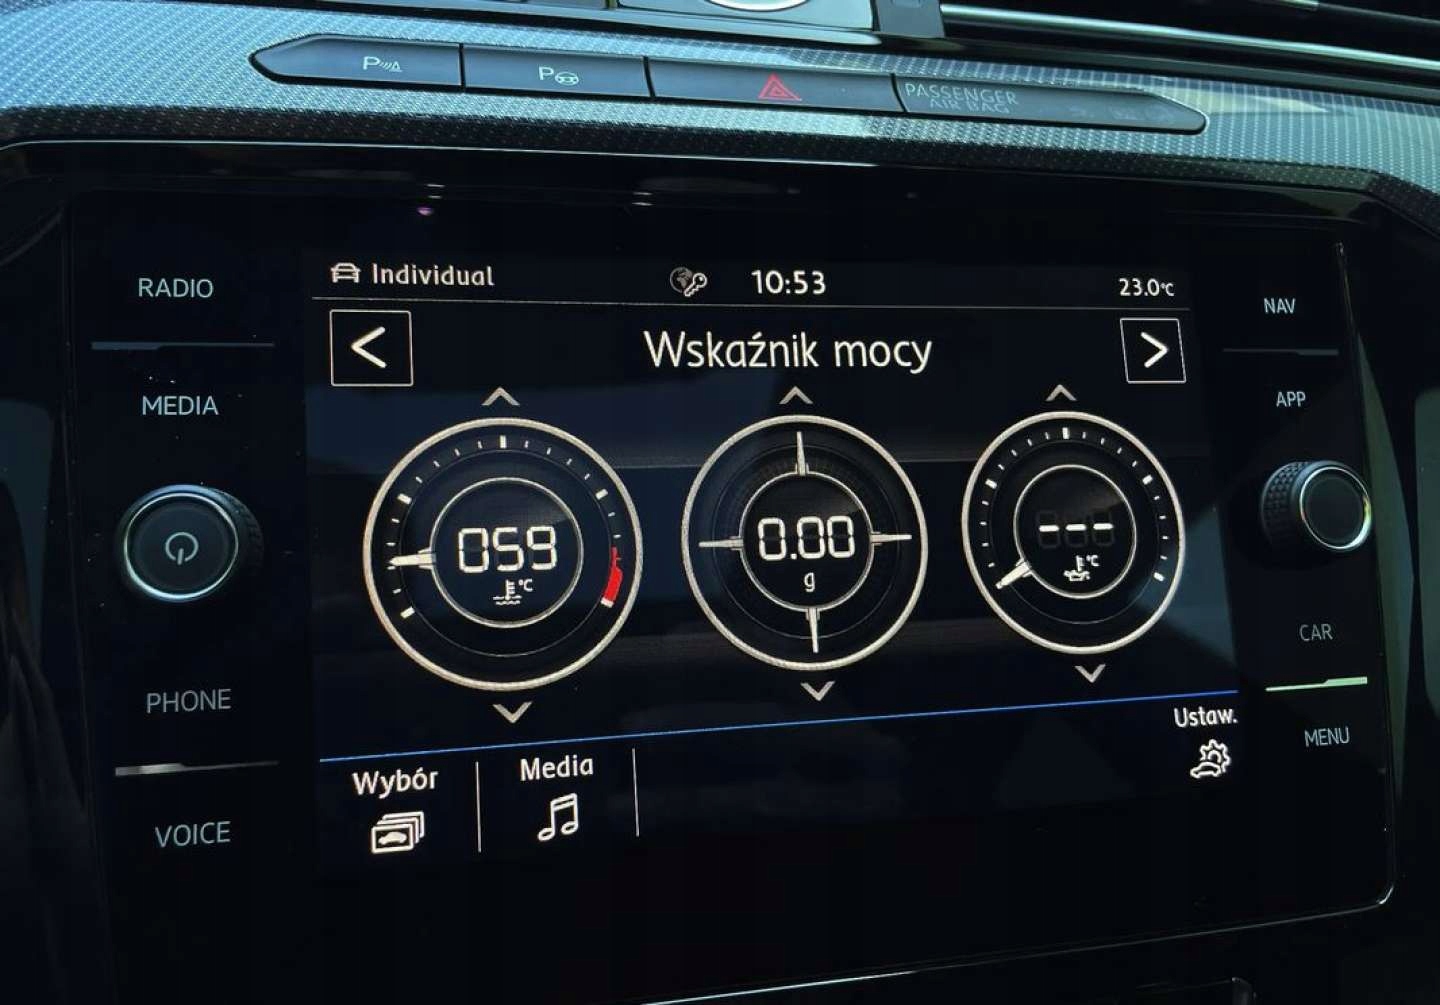 P
P
PASSENGER
AIR BAG
RADIO
MEDIA
PHONE
VOICE
Individual
10:53
23.0°C
<
Wskaźnik mocy
>
059
°C
0.00
g
---
°C
Wybór
Media
Ustaw.
NAV
APP
CAR
MENU